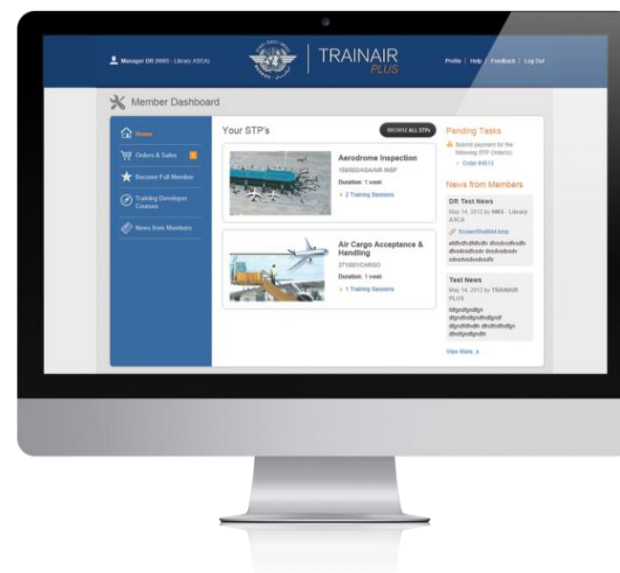 Manager DR (NMS - Library ASCA)
TRAINAIR
PLUS
Profile | Help | Feedback | Log Out
Member Dashboard
Home
Orders & Sales
Become Full Member
Training Developer
Courses
News from Members
Your STP's
BROWSE ALL STPs
Aerodrome Inspection
Duration: 1 week
2 Training Sessions
Air Cargo Acceptance &
Handling
271/001/CARGO
Duration: 1 week
1 Training Sessions
Pending Tasks
Submit payment for the
following STP Order(s):
Order #4613
News from Members
DR Test News
May 14, 2012 by NMS - Library
ASCA
Test News
May 14, 2012 by TRAINAIR
PLUS
View More